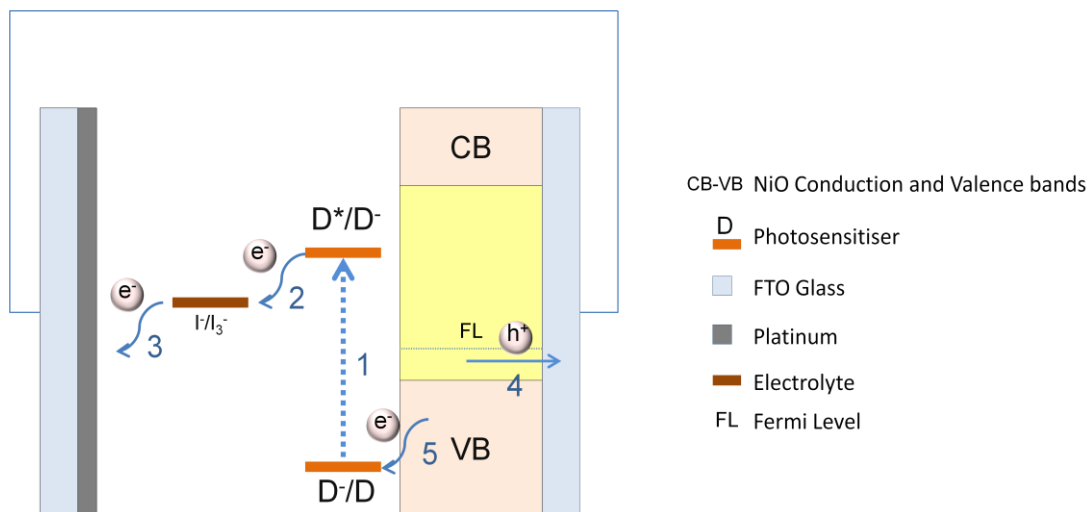 CB
D*/D-
e-
e-
2
I-/I3-
3
1
FL
h+
4
e-
5
VB
D-/D
CB-VB NiO Conduction and Valence bands
D Photosensitiser
FTO Glass
Platinum
Electrolyte
FL Fermi Level